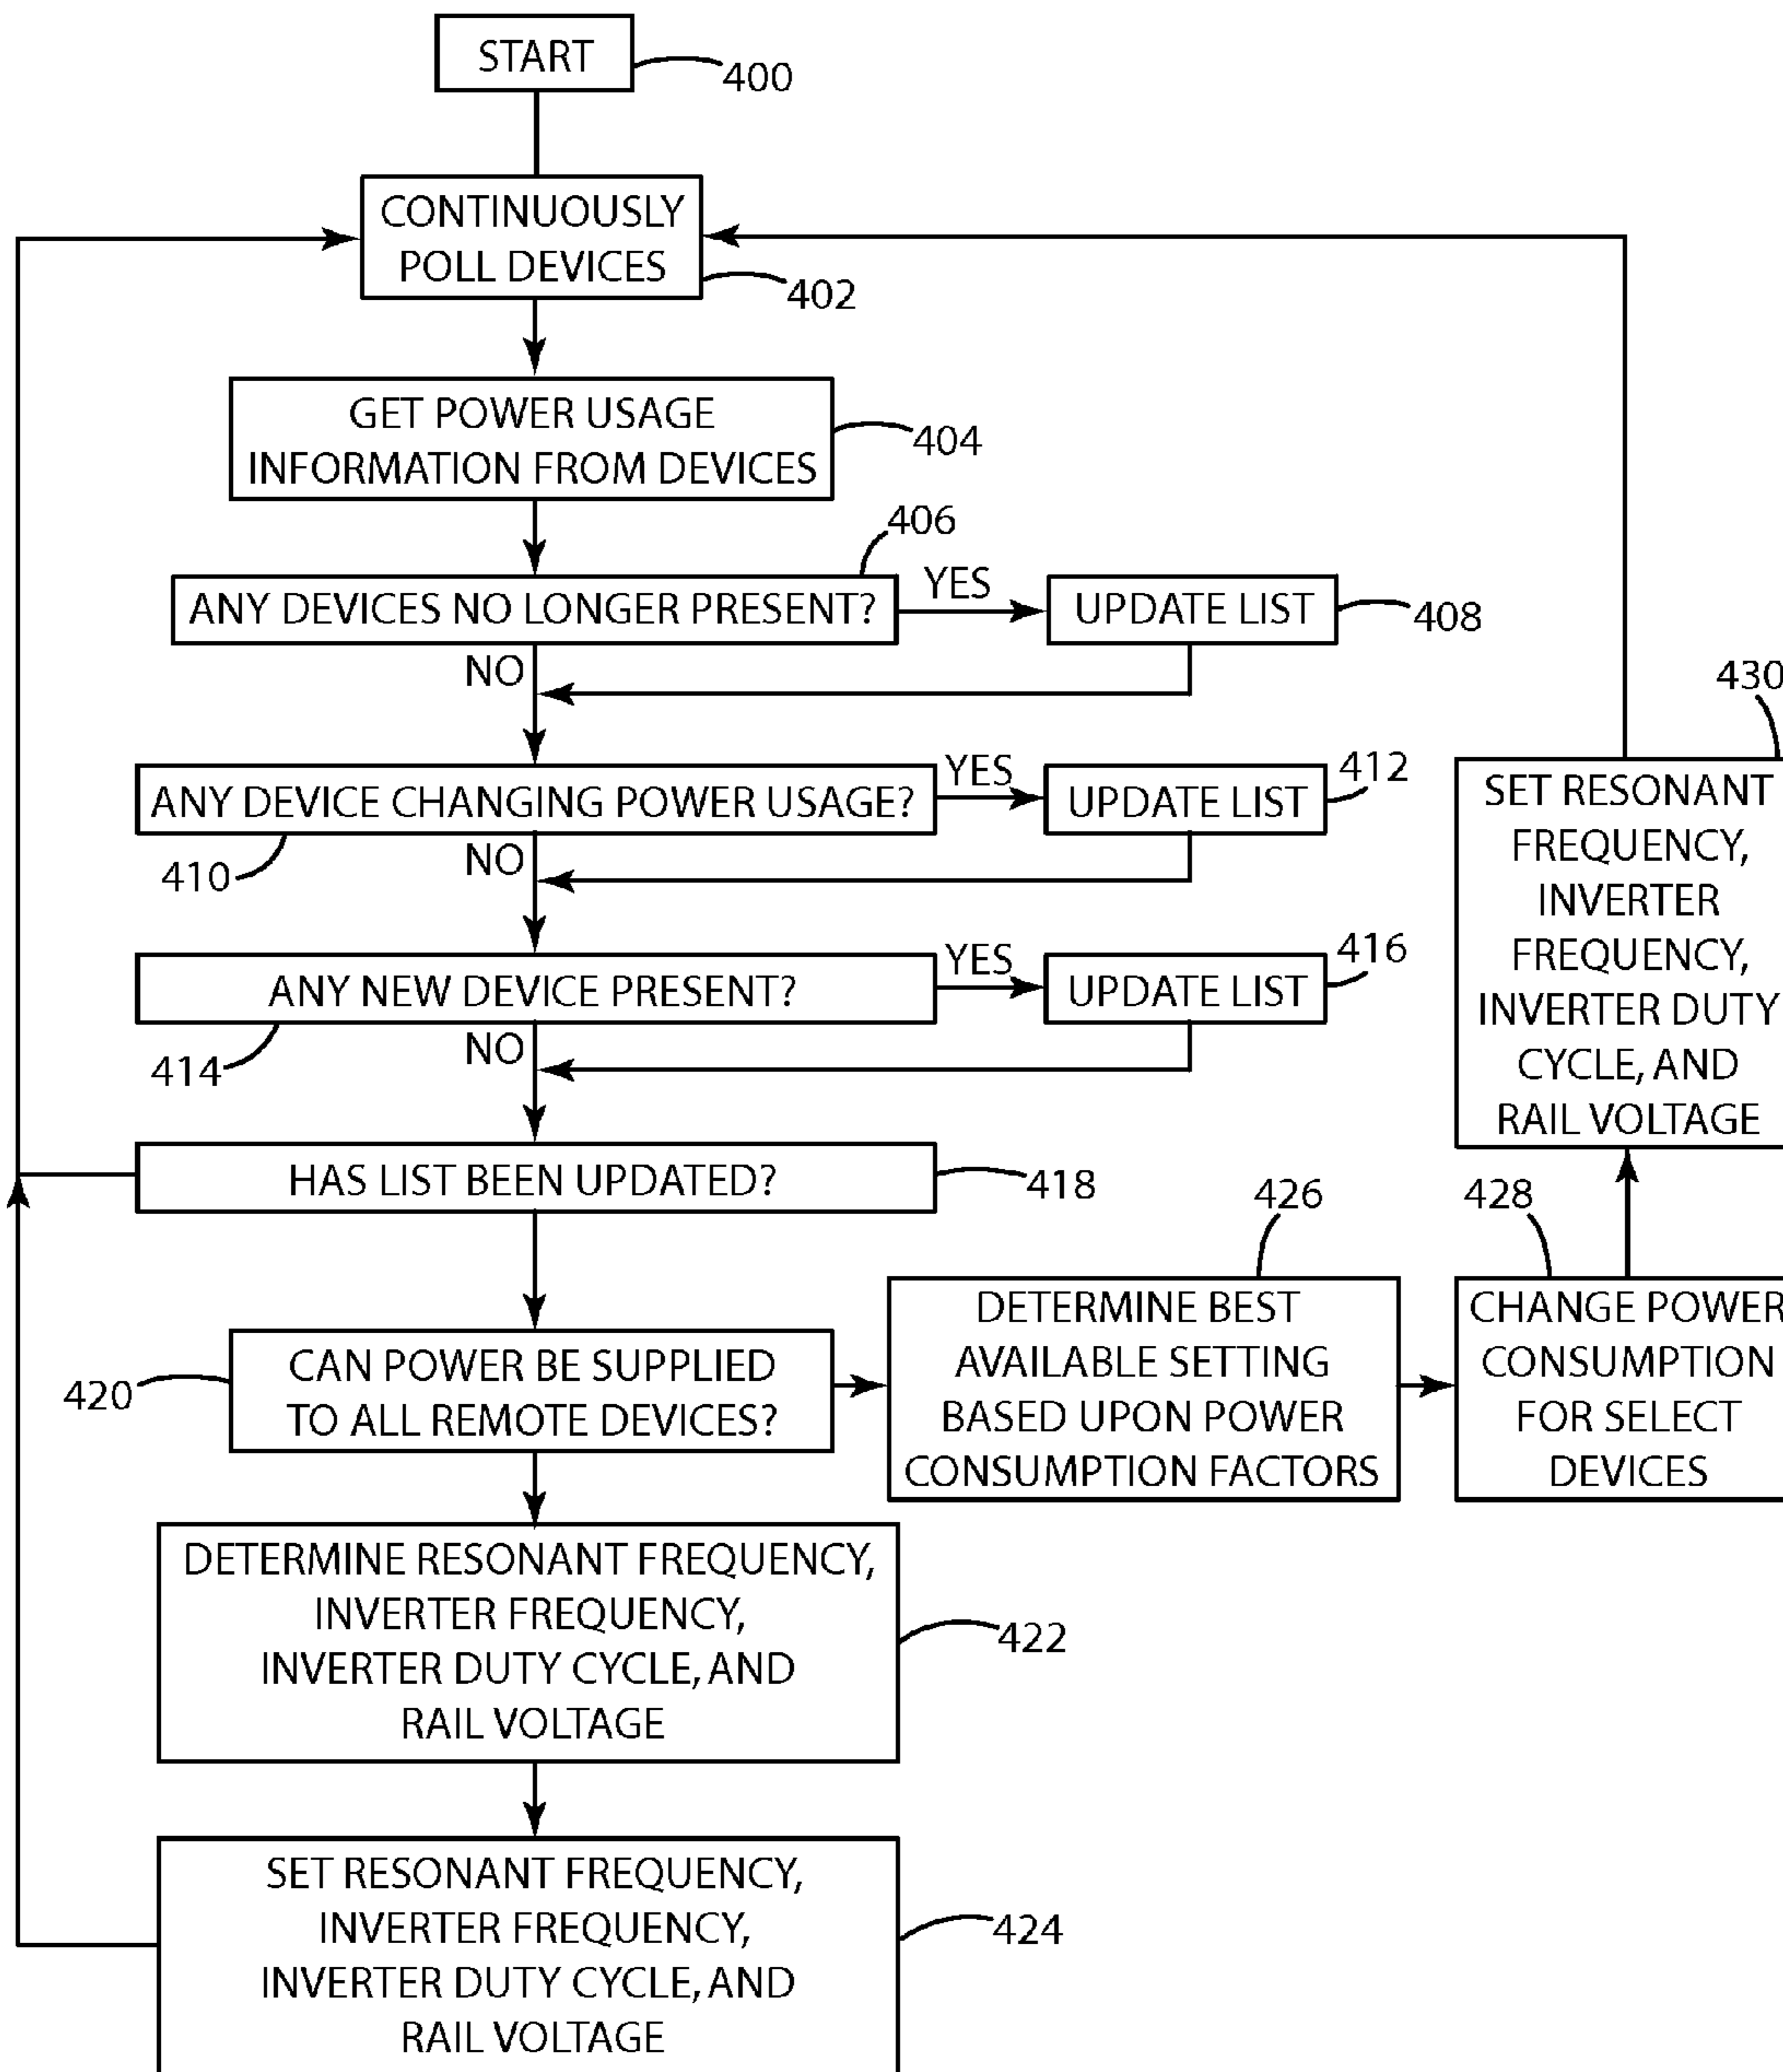 START
400
CONTINUOUSLY
POLL DEVICES
402
GET POWER USAGE
INFORMATION FROM DEVICES
404
406
ANY DEVICES NO LONGER PRESENT?
YES
UPDATE LIST
408
NO
ANY DEVICE CHANGING POWER USAGE?
YES
UPDATE LIST
412
410
NO
ANY NEW DEVICE PRESENT?
YES
UPDATE LIST
416
414
NO
HAS LIST BEEN UPDATED?
418
420
CAN POWER BE SUPPLIED
TO ALL REMOTE DEVICES?
426
DETERMINE BEST
AVAILABLE SETTING
BASED UPON POWER
CONSUMPTION FACTORS
428
CHANGE POWER
CONSUMPTION
FOR SELECT
DEVICES
430
SET RESONANT
FREQUENCY,
INVERTER
FREQUENCY,
INVERTER DUTY
CYCLE, AND
RAIL VOLTAGE
DETERMINE RESONANT FREQUENCY,
INVERTER FREQUENCY,
INVERTER DUTY CYCLE, AND
RAIL VOLTAGE
422
SET RESONANT FREQUENCY,
INVERTER FREQUENCY,
INVERTER DUTY CYCLE, AND
RAIL VOLTAGE
424